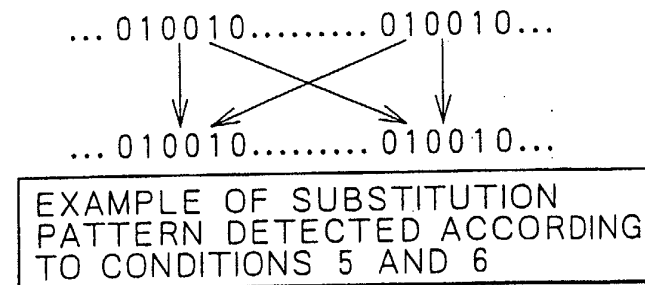 ...010010.........010010...
...010010.........010010...
EXAMPLE OF SUBSTITUTION
PATTERN DETECTED ACCORDING
TO CONDITIONS 5 AND 6